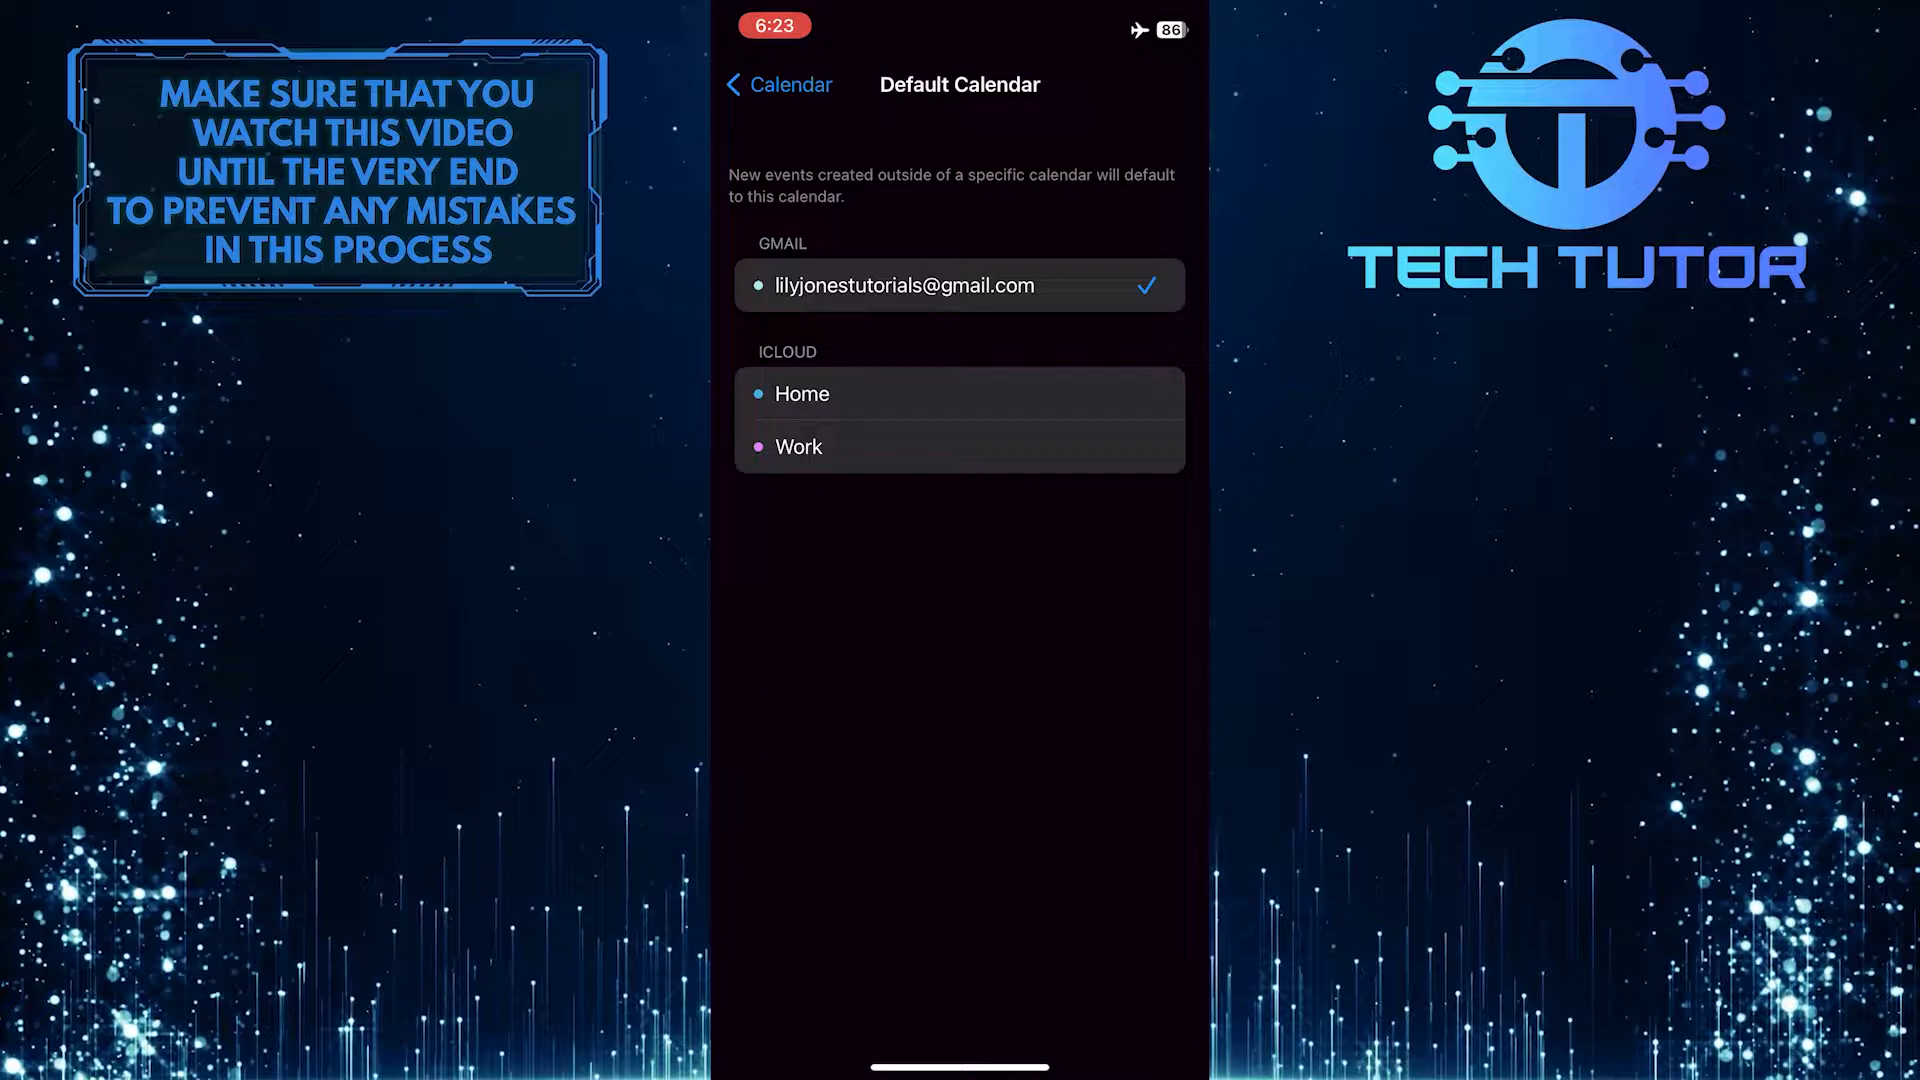 MAKE SURE THAT YOU
WATCH THIS VIDEO
UNTIL THE VERY END
TO PREVENT ANY MISTAKES
IN THIS PROCESS
6:23
86
Calendar
Default Calendar
New events created outside of a specific calendar will default
to this calendar.
GMAIL
lilyjonestutorials@gmail.com
ICLOUD
Home
Work
TECH TUTOR